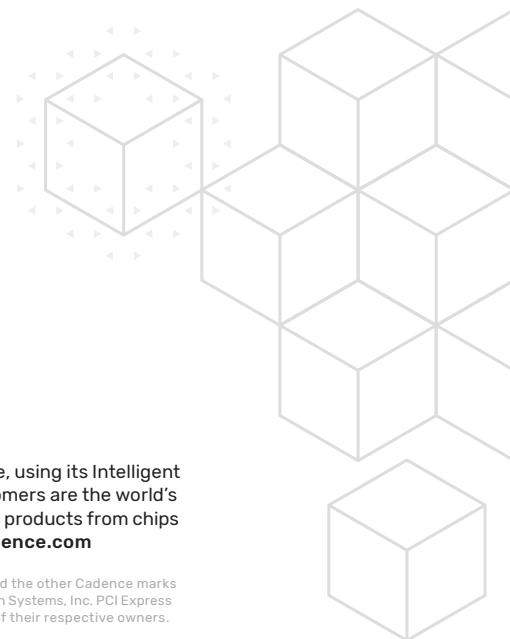 e, using its Intelligent
omers are the world's
products from chips
ence.com
d the other Cadence marks
n Systems, Inc. PCI Express
f their respective owners.